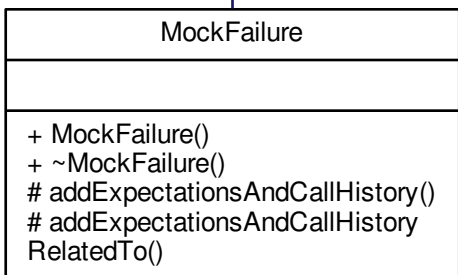 MockFailure
+ MockFailure()
+ ~MockFailure()
# addExpectationsAndCallHistory()
# addExpectationsAndCallHistory
RelatedTo()